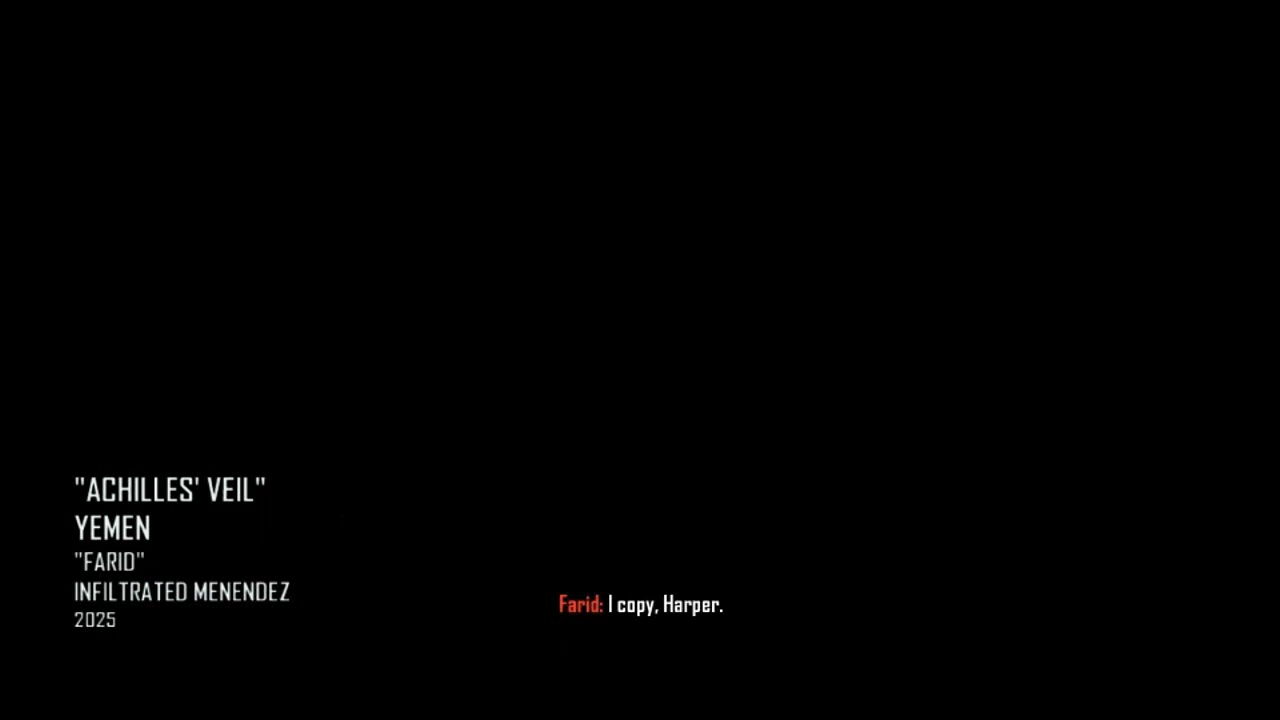 "ACHILLES' VEIL"
YEMEN
"FARID"
INFILTRATED MENENDEZ
2025
Farid: I copy, Harper.